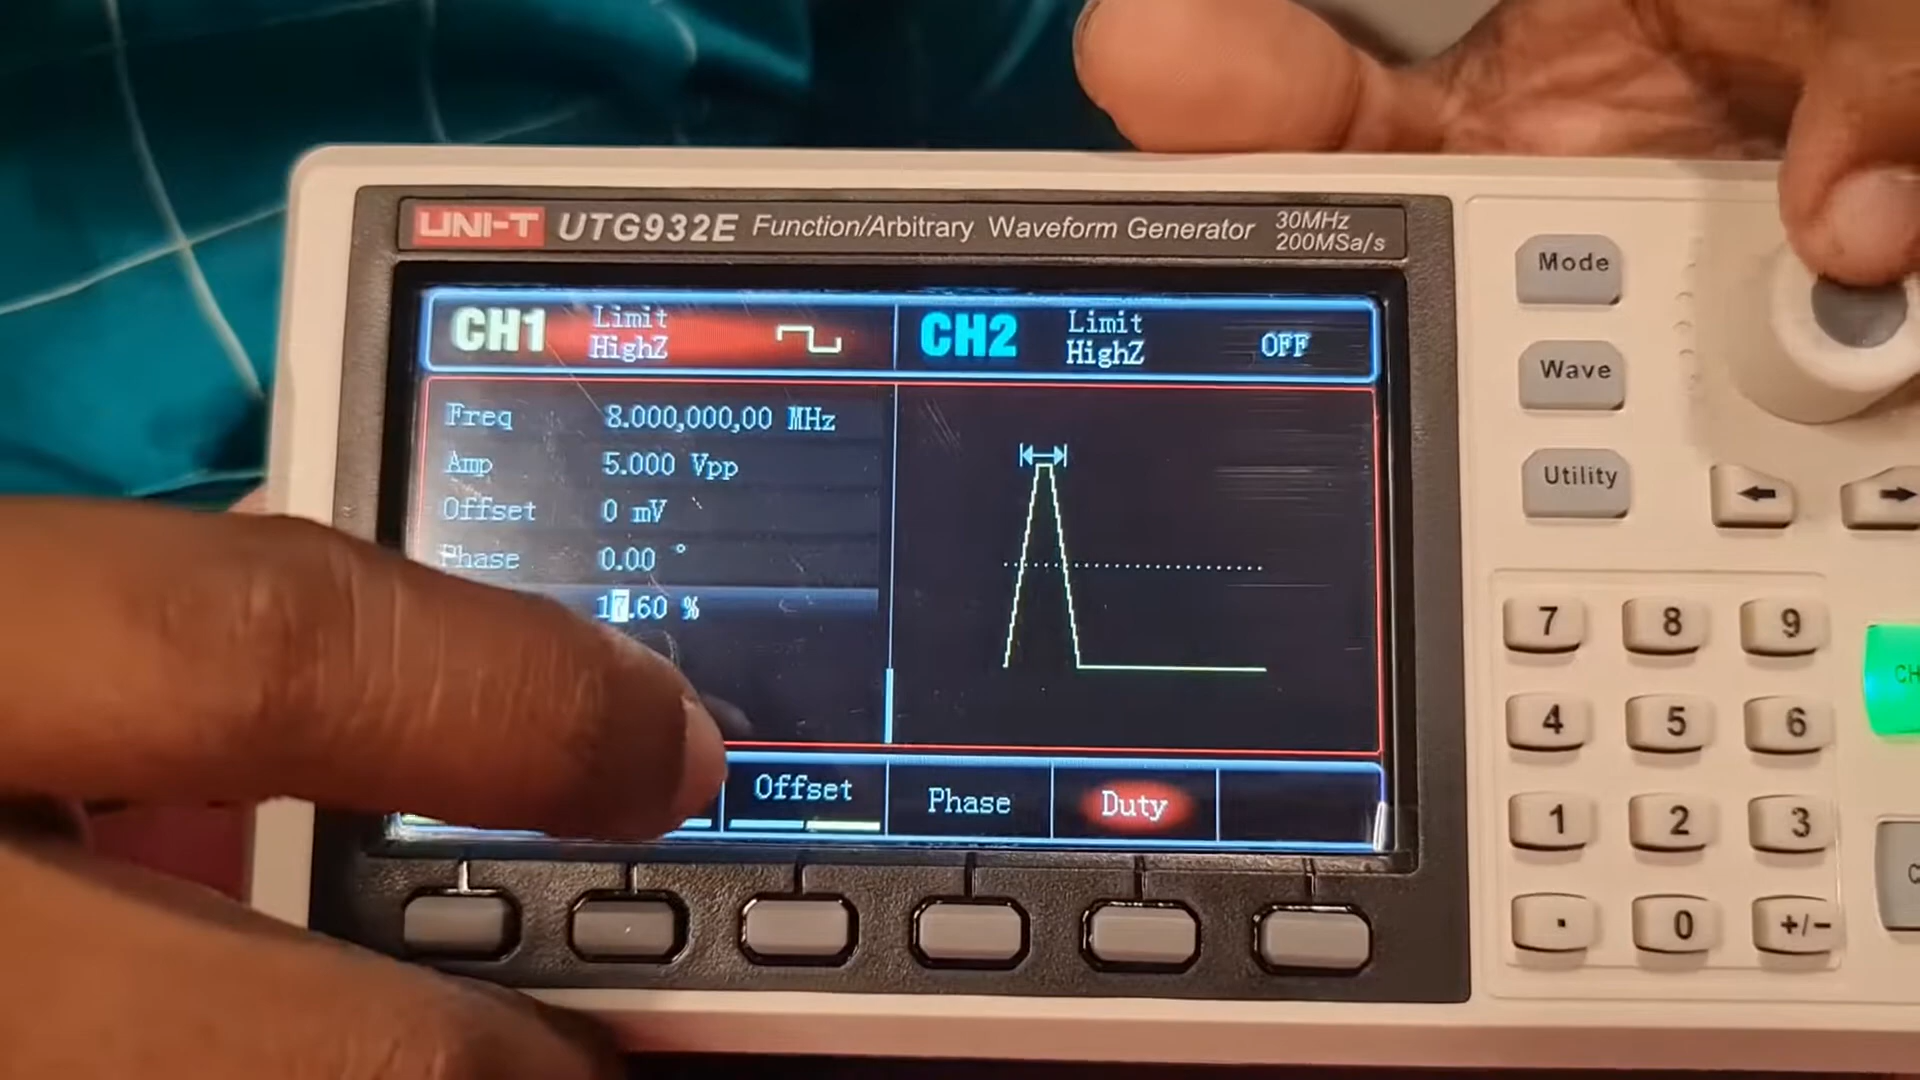 UNI-T UTG932E Function/Arbitrary Waveform Generator 30MHz 200MSa/s
CH1 Limit HighZ
CH2 Limit HighZ OFF
Freq 8.000,000,00 MHz
Amp 5.000 Vpp
Offset 0 mV
Phase 0.00 °
17.60 %
Offset Phase Duty
Mode
Wave
Utility
7 8 9
4 5 6
1 2 3
. 0 +/-